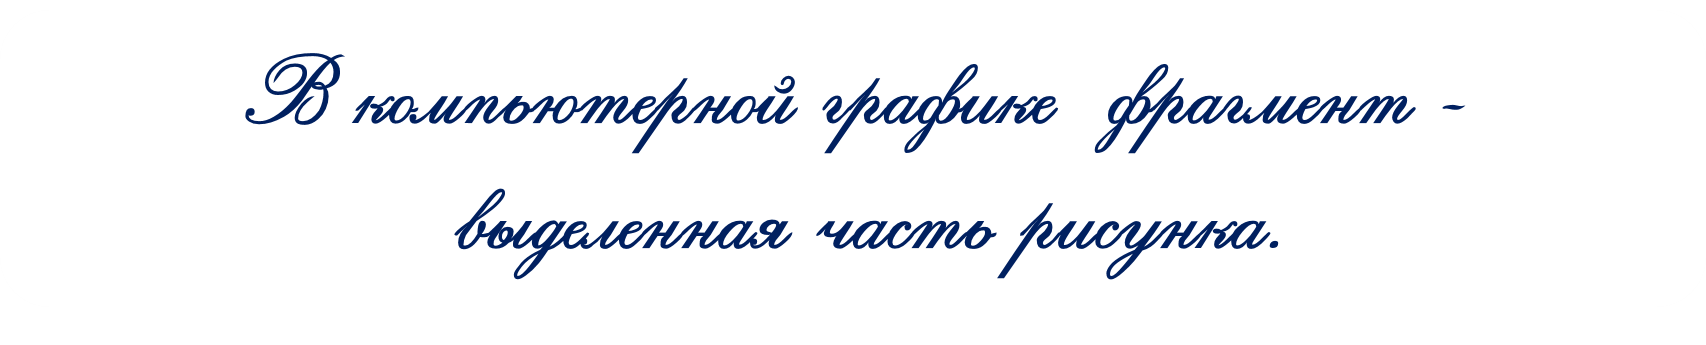 В компьютерной графике фрагмент -
выделенная часть рисунка.